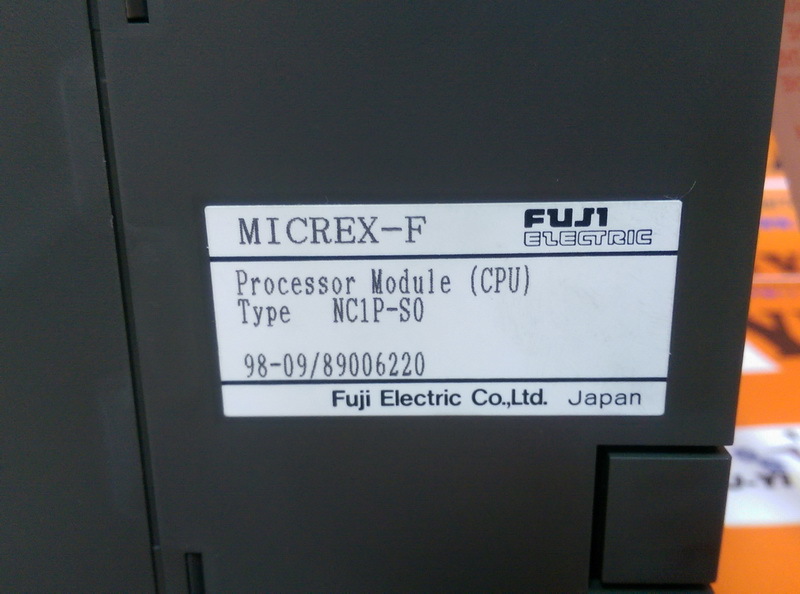 MICREX-F
FUJI
ELECTRIC
Processor Module (CPU)
Type NC1P-S0
98-09/89006220
Fuji Electric Co.,Ltd. Japan